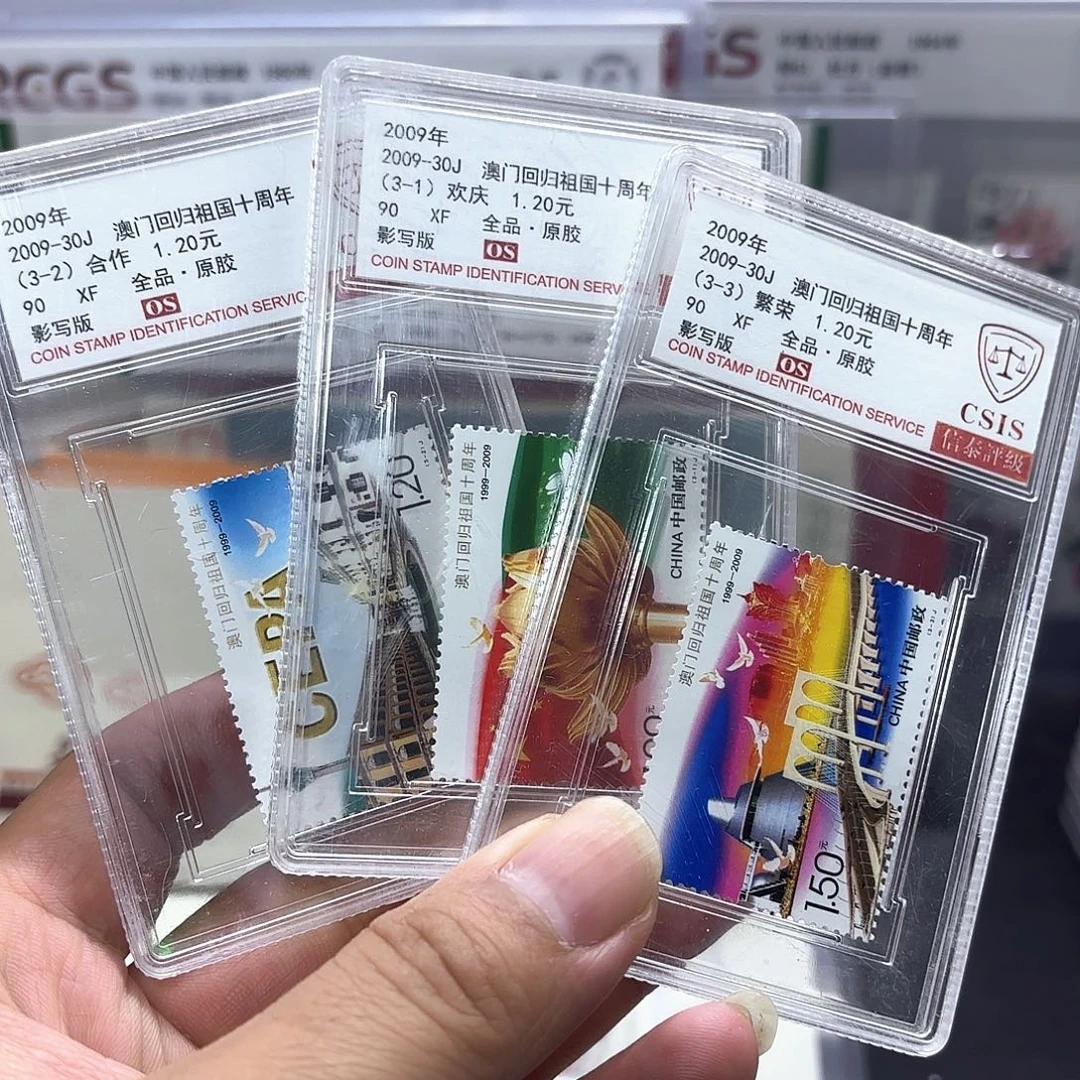 2009年
2009-30J 澳门回归祖国十周年
(3-2) 合作 1.20元
90 XF 全品·原胶
影写版 OS
COIN STAMP IDENTIFICATION SERVIC
2009年
2009-30J 澳门回归祖国十周年
(3-1) 欢庆 1.20元
90 XF 全品·原胶
影写版 OS
COIN STAMP IDENTIFICATION SERV
2009年
2009-30J 澳门回归祖国十周年
(3-3) 繁荣 1.20元
90 XF 全品·原胶
影写版 OS
COIN STAMP IDENTIFICATION SERVICE
CSIS
信泰評級
澳门回归祖国十周年
1999-2009
CEPA
1.20
澳门回归祖国十周年
1999-2009
CHINA 中国邮政
澳门回归祖国十周年
1999-2009
CHINA 中国邮政
1.50元